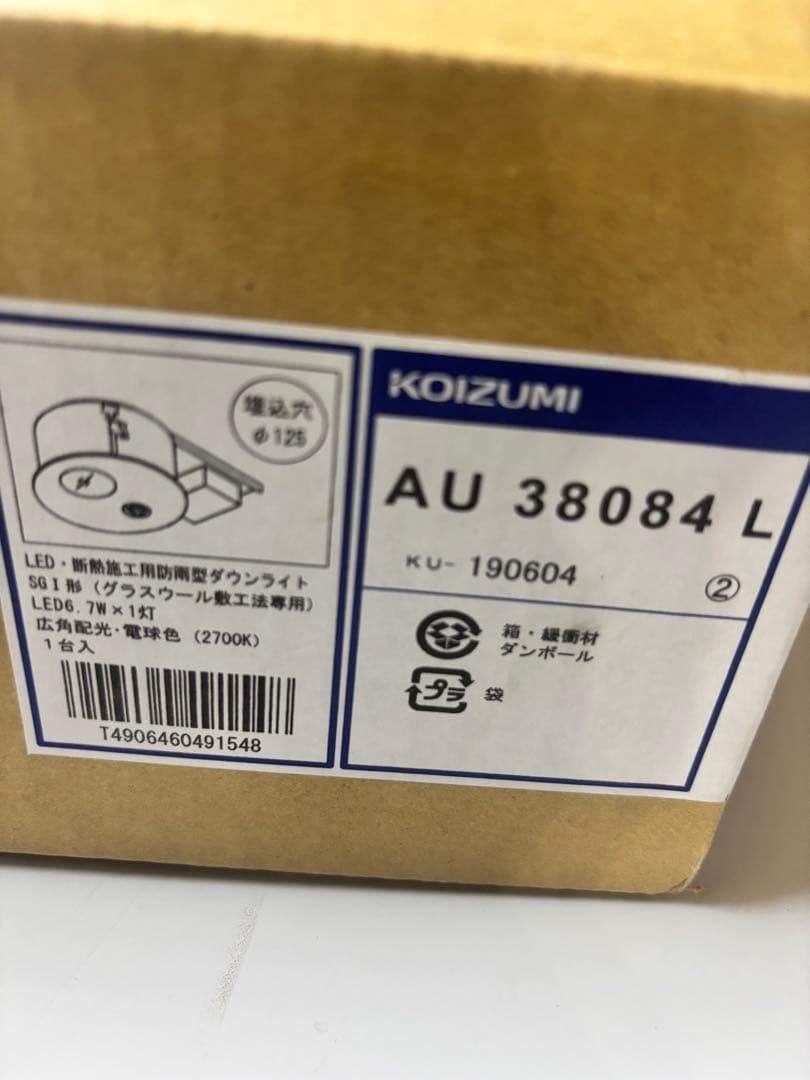 埋込穴
φ125
LED・断熱施工用防雨型ダウンライト
SGI形（グラスウール敷工法専用）
LED6.7W×1灯
広角配光・電球色（2700K）
1台入
T4906460491548
KOIZUMI
AU 38084 L
KU- 190604
②
箱・緩衝材
ダンボール
プラ 袋